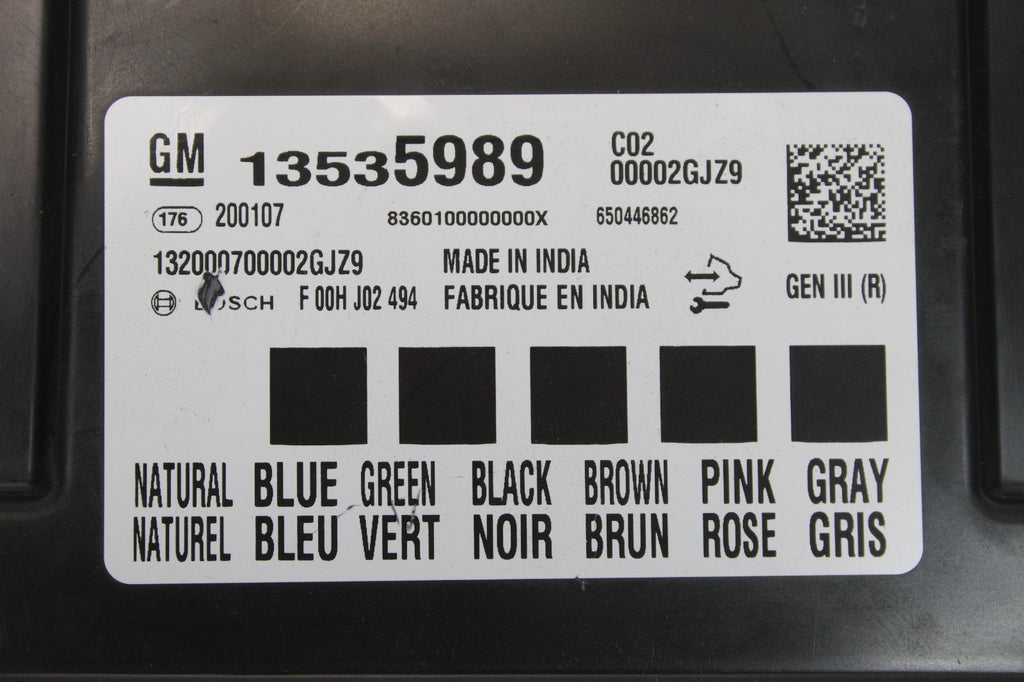 GM 13535989 C02
00002GJZ9
176 200107 8360100000000X 650446862
132000700002GJZ9 MADE IN INDIA
BOSCH F 00H J02 494 FABRIQUE EN INDIA GEN III (R)
NATURAL BLUE GREEN BLACK BROWN PINK GRAY
NATUREL BLEU VERT NOIR BRUN ROSE GRIS